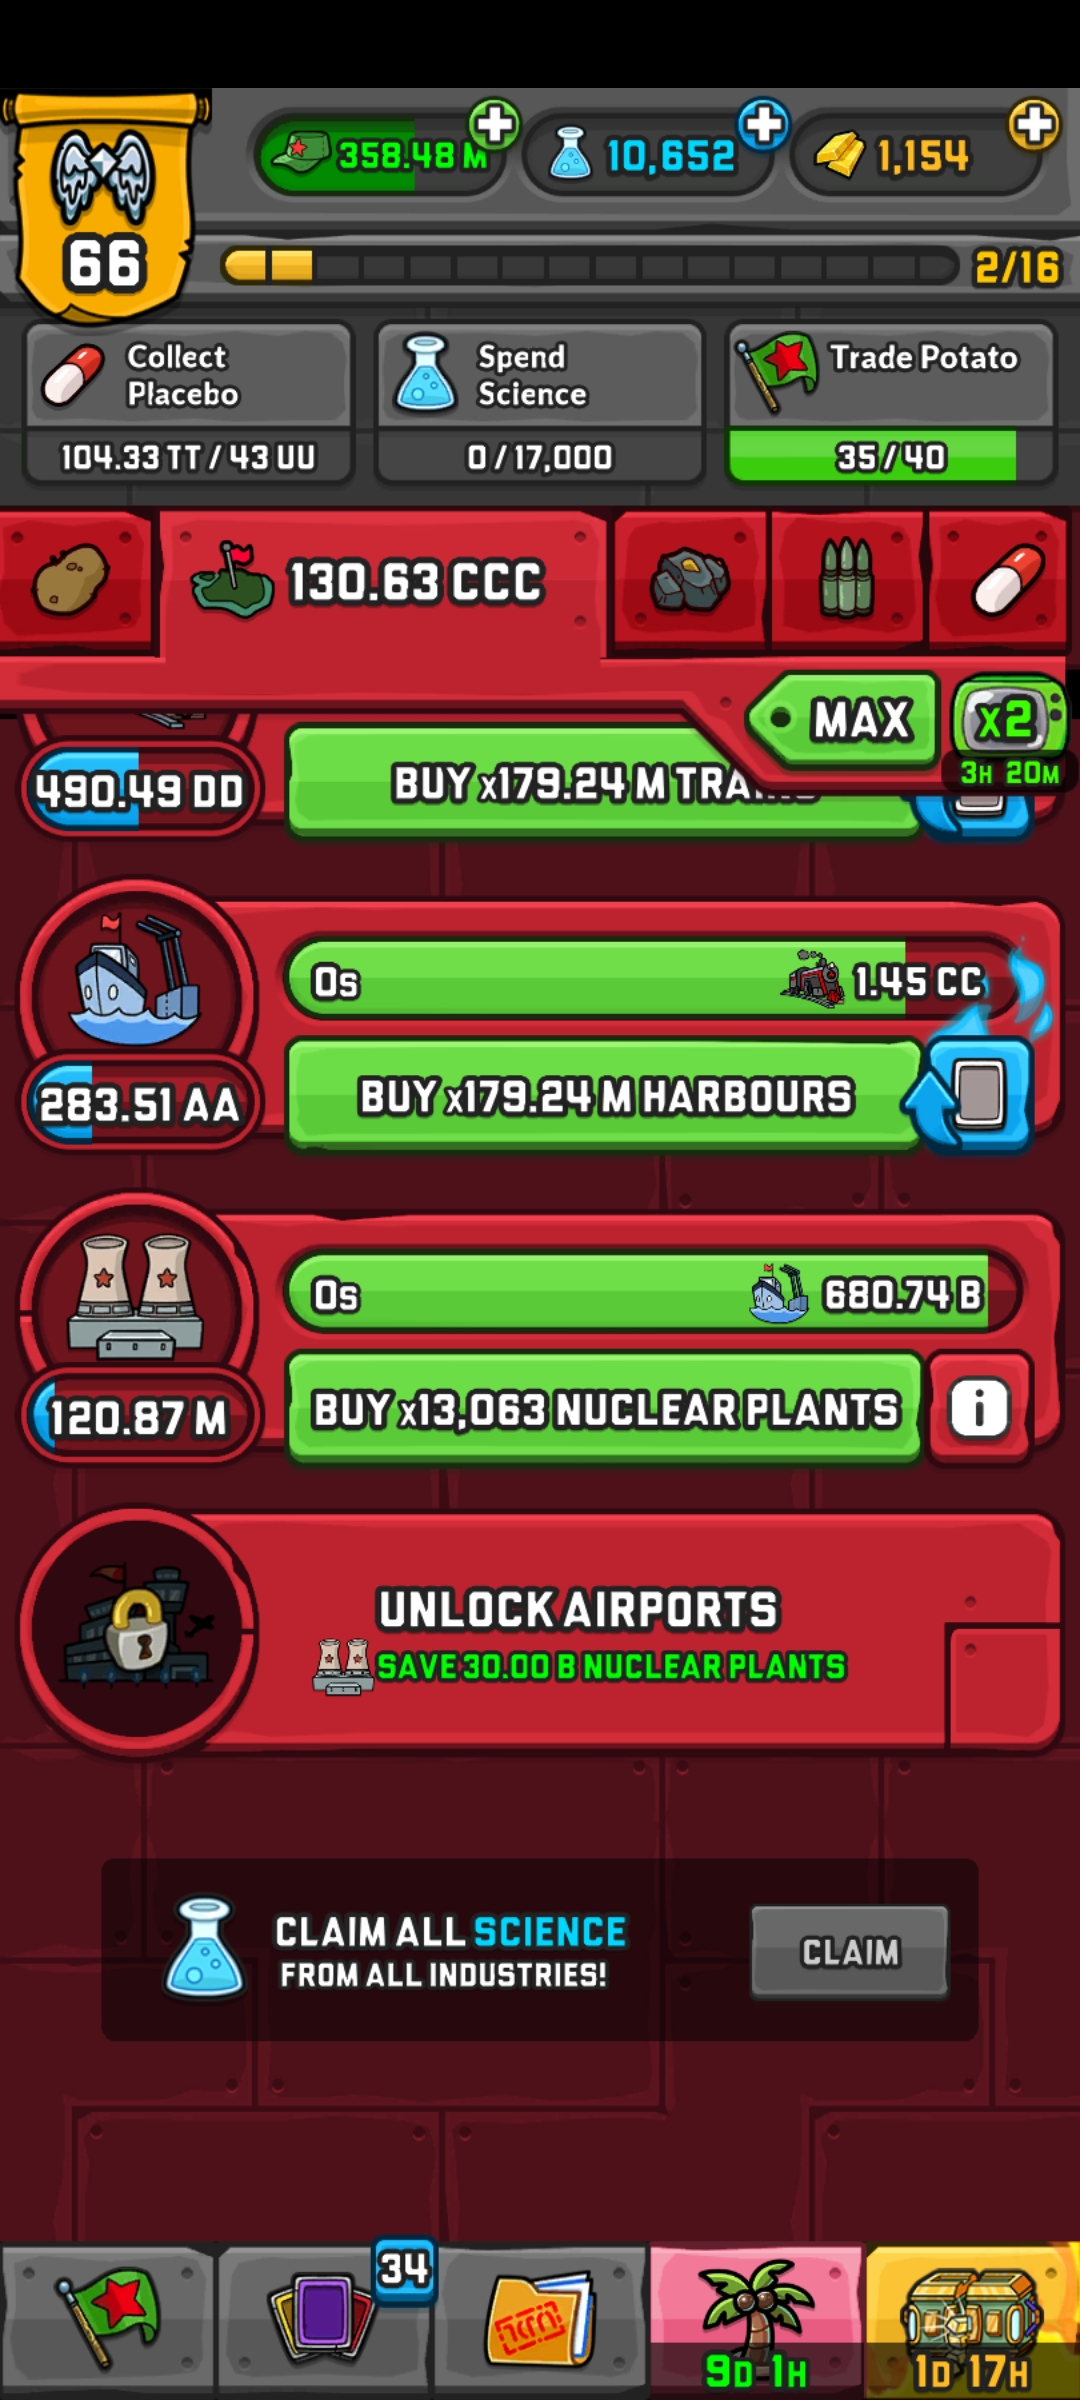 358.48 M
10,652
1,154
66
2/16
Collect
Placebo
Spend
Science
Trade Potato
104.33 TT / 43 UU
0 / 17,000
35 / 40
130.63 CCC
MAX
x2
3H 20M
490.49 DD
BUY x179.24 M
0s
1.45 CC
283.51 AA
BUY x179.24 M HARBOURS
0s
680.74 B
120.87 M
BUY x13,063 NUCLEAR PLANTS
i
UNLOCK AIRPORTS
SAVE 30.00 B NUCLEAR PLANTS
CLAIM ALL SCIENCE
FROM ALL INDUSTRIES!
CLAIM
34
9D 1H
1D 17H